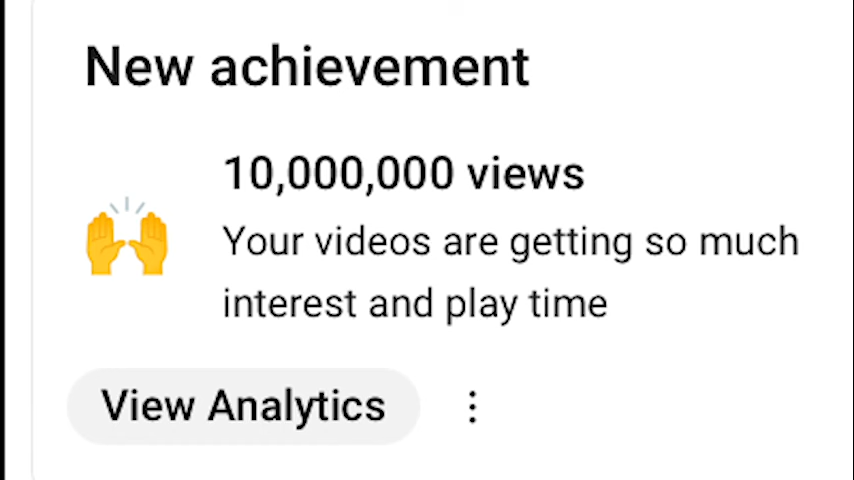 New achievement
10,000,000 views
Your videos are getting so much
interest and play time
View Analytics